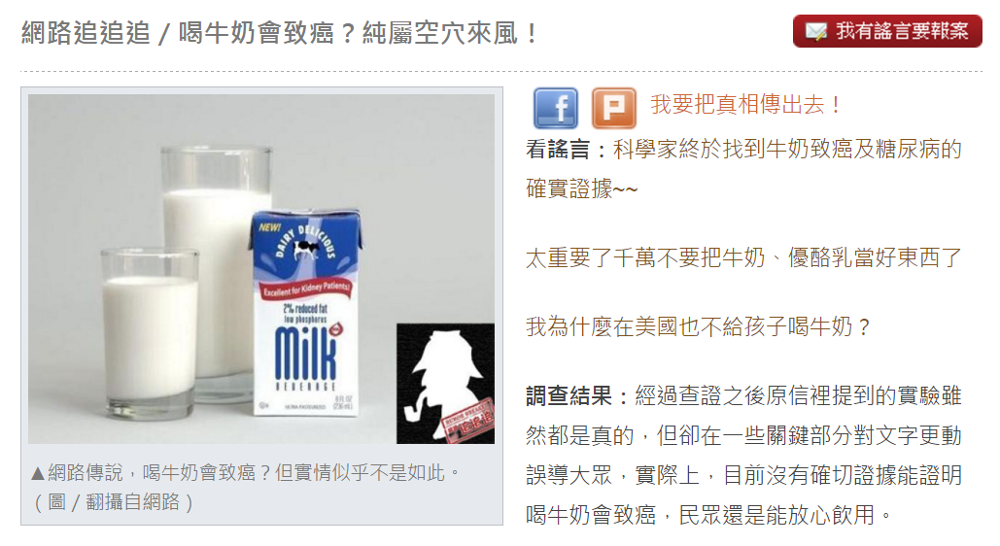 網路追追追 / 喝牛奶會致癌？純屬空穴來風！
我有謠言要報案
NEW!
DAIRY DELICIOUS
Excellent for Kidney Patients!
2% reduced fat
low phosphorus
milk
BEVERAGE
ULTRA-PASTEURIZED
8 FL OZ
(236 mL)
▲網路傳說，喝牛奶會致癌？但實情似乎不是如此。
（圖／翻攝自網路）
f
P
我要把真相傳出去！
看謠言：科學家終於找到牛奶致癌及糖尿病的
確實證據~~
太重要了千萬不要把牛奶、優酪乳當好東西了
我為什麼在美國也不給孩子喝牛奶？
調查結果：經過查證之後原信裡提到的實驗雖
然都是真的，但卻在一些關鍵部分對文字更動
誤導大眾，實際上，目前沒有確切證據能證明
喝牛奶會致癌，民眾還是能放心飲用。